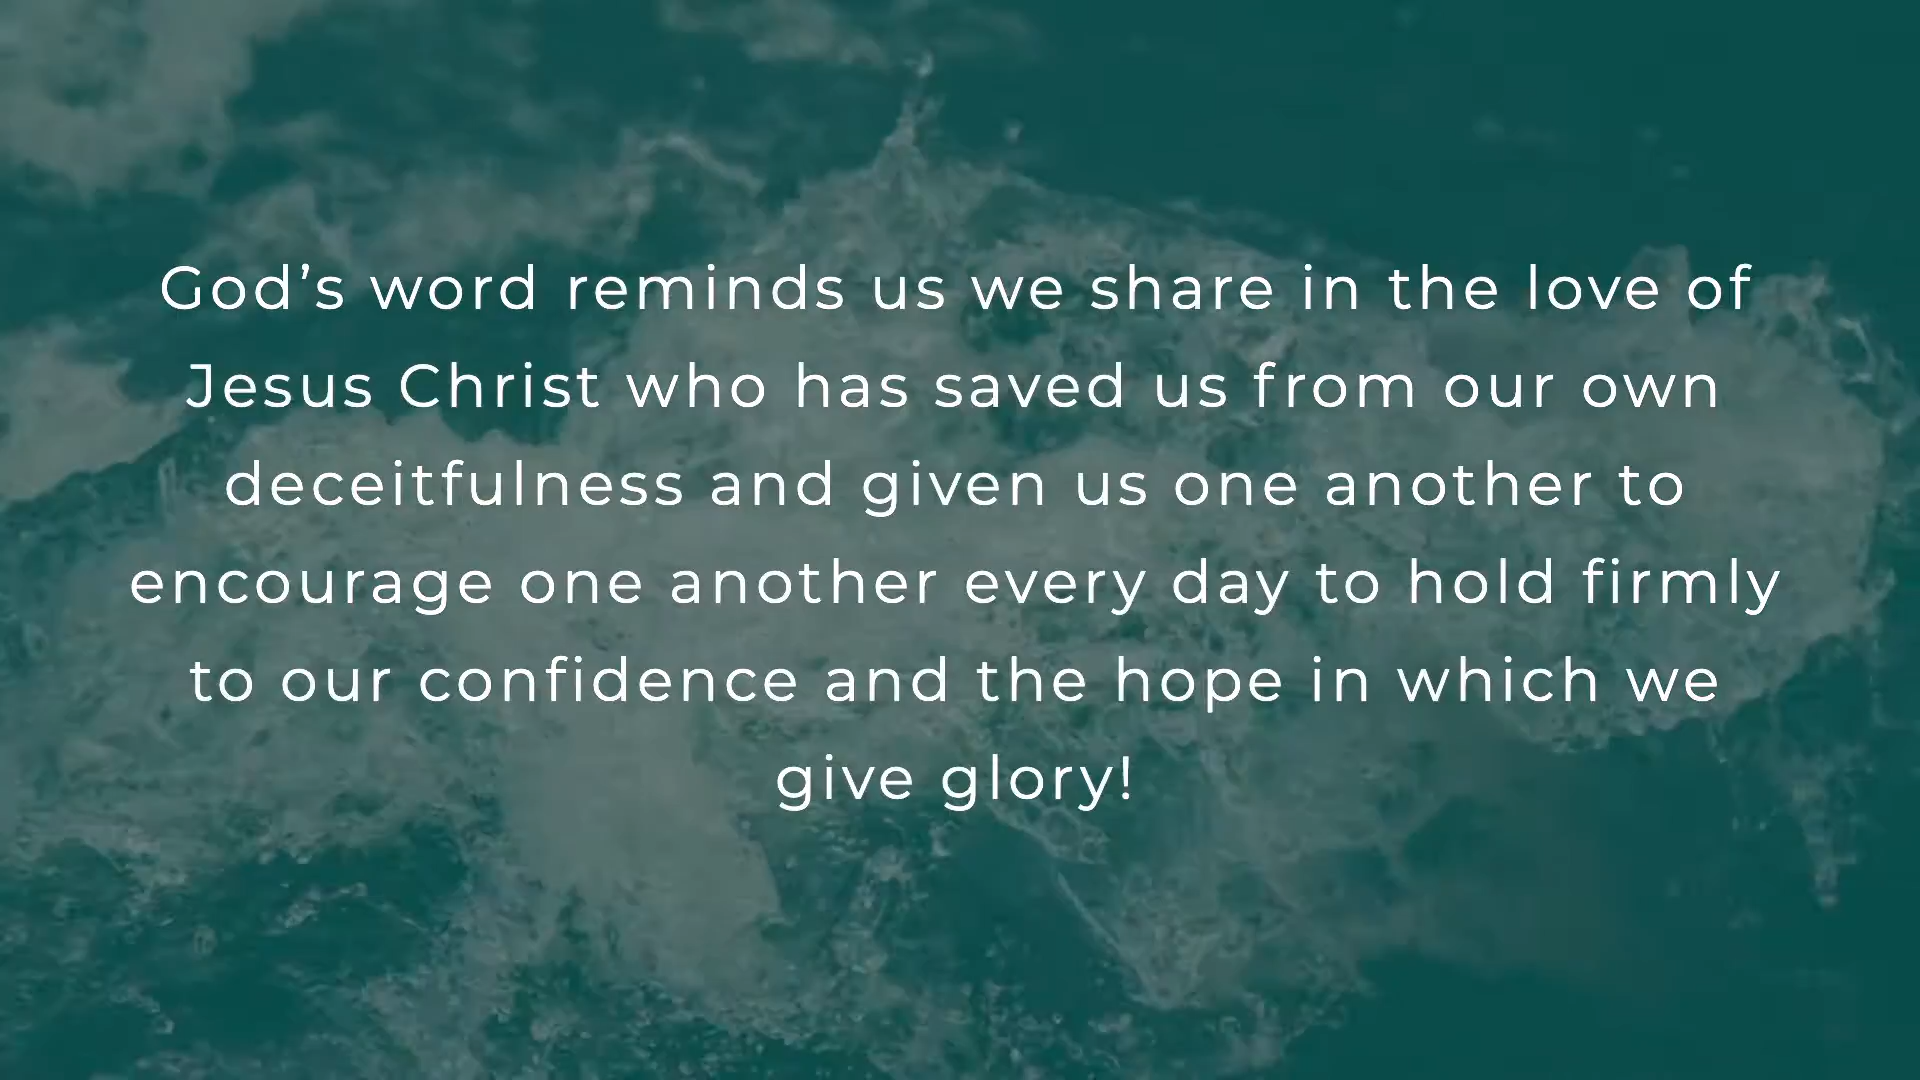 God’s word reminds us we share in the love of
Jesus Christ who has saved us from our own
deceitfulness and given us one another to
encourage one another every day to hold firmly
to our confidence and the hope in which we
give glory!